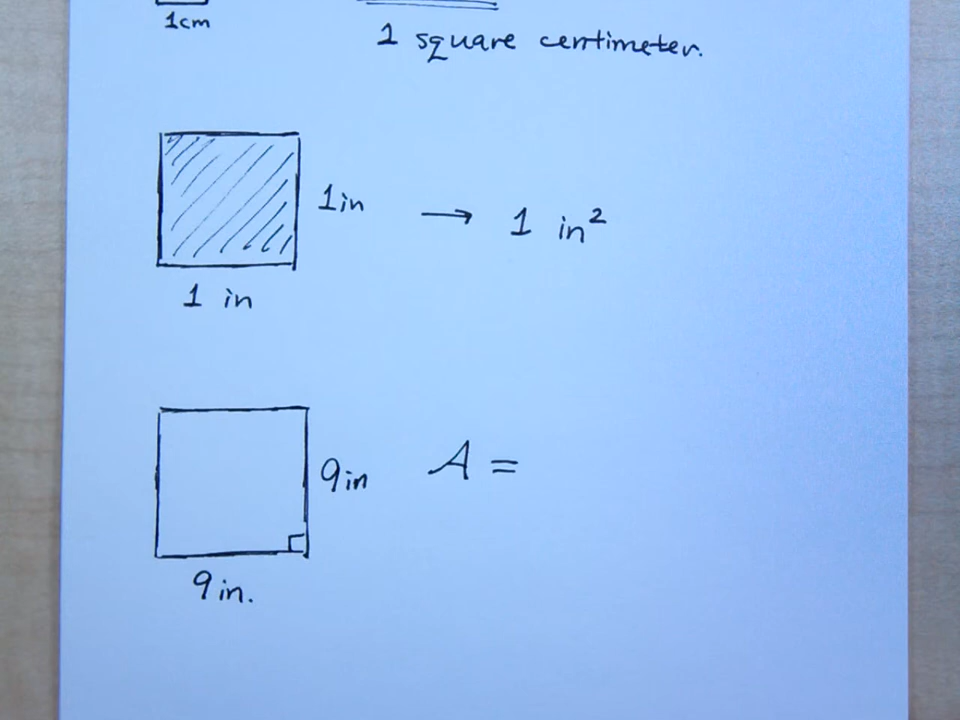 1cm
1 square centimeter.
1in → 1 in²
1 in
9in A =
9in.